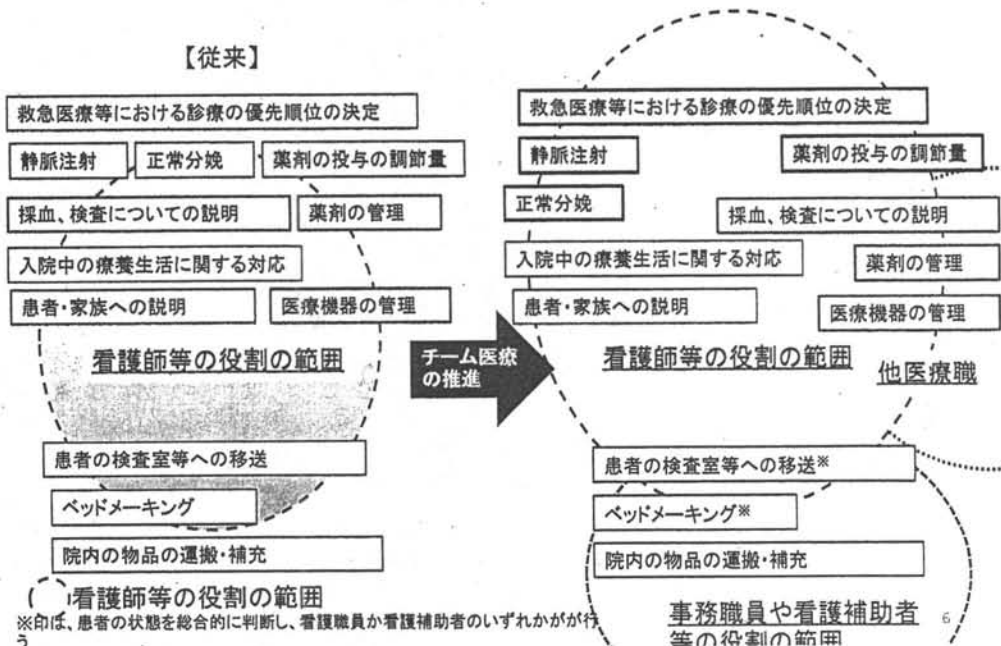 【従来】
救急医療等における診療の優先順位の決定
静脈注射
正常分娩
薬剤の投与の調節量
採血、検査についての説明
薬剤の管理
入院中の療養生活に関する対応
患者・家族への説明
医療機器の管理
看護師等の役割の範囲
患者の検査室等への移送
ベッドメーキング
院内の物品の運搬・補充
看護師等の役割の範囲
※印は、患者の状態を総合的に判断し、看護職員か看護補助者のいずれかがが行
う
チーム医療
の推進
救急医療等における診療の優先順位の決定
静脈注射
薬剤の投与の調節量
正常分娩
採血、検査についての説明
入院中の療養生活に関する対応
薬剤の管理
患者・家族への説明
医療機器の管理
看護師等の役割の範囲
他医療職
患者の検査室等への移送※
ベッドメーキング※
院内の物品の運搬・補充
事務職員や看護補助者
等の役割の範囲
6